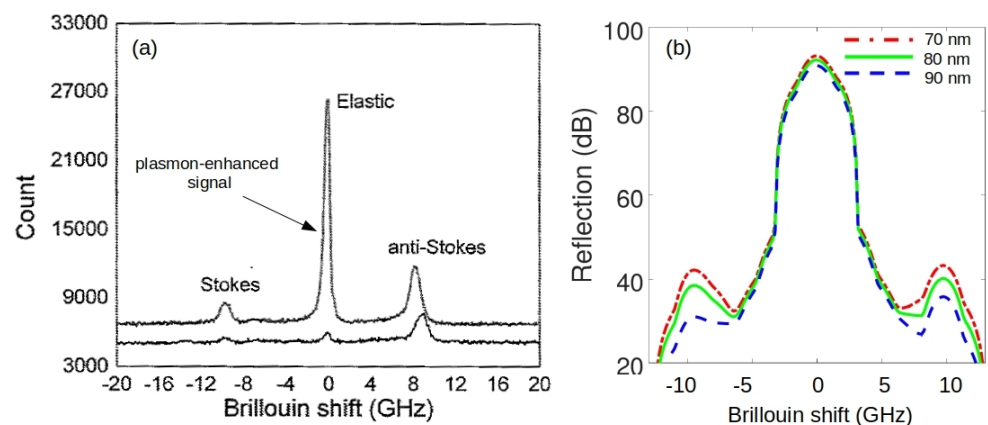 (a)
33000
27000
21000
15000
9000
3000
Count
Elastic
plasmon-enhanced
signal
anti-Stokes
Stokes
-20 -16 -12 -8 -4 0 4 8 12 16 20
Brillouin shift (GHz)
(b)
70 nm
80 nm
90 nm
100
80
60
40
20
Reflection (dB)
-10 -5 0 5 10
Brillouin shift (GHz)